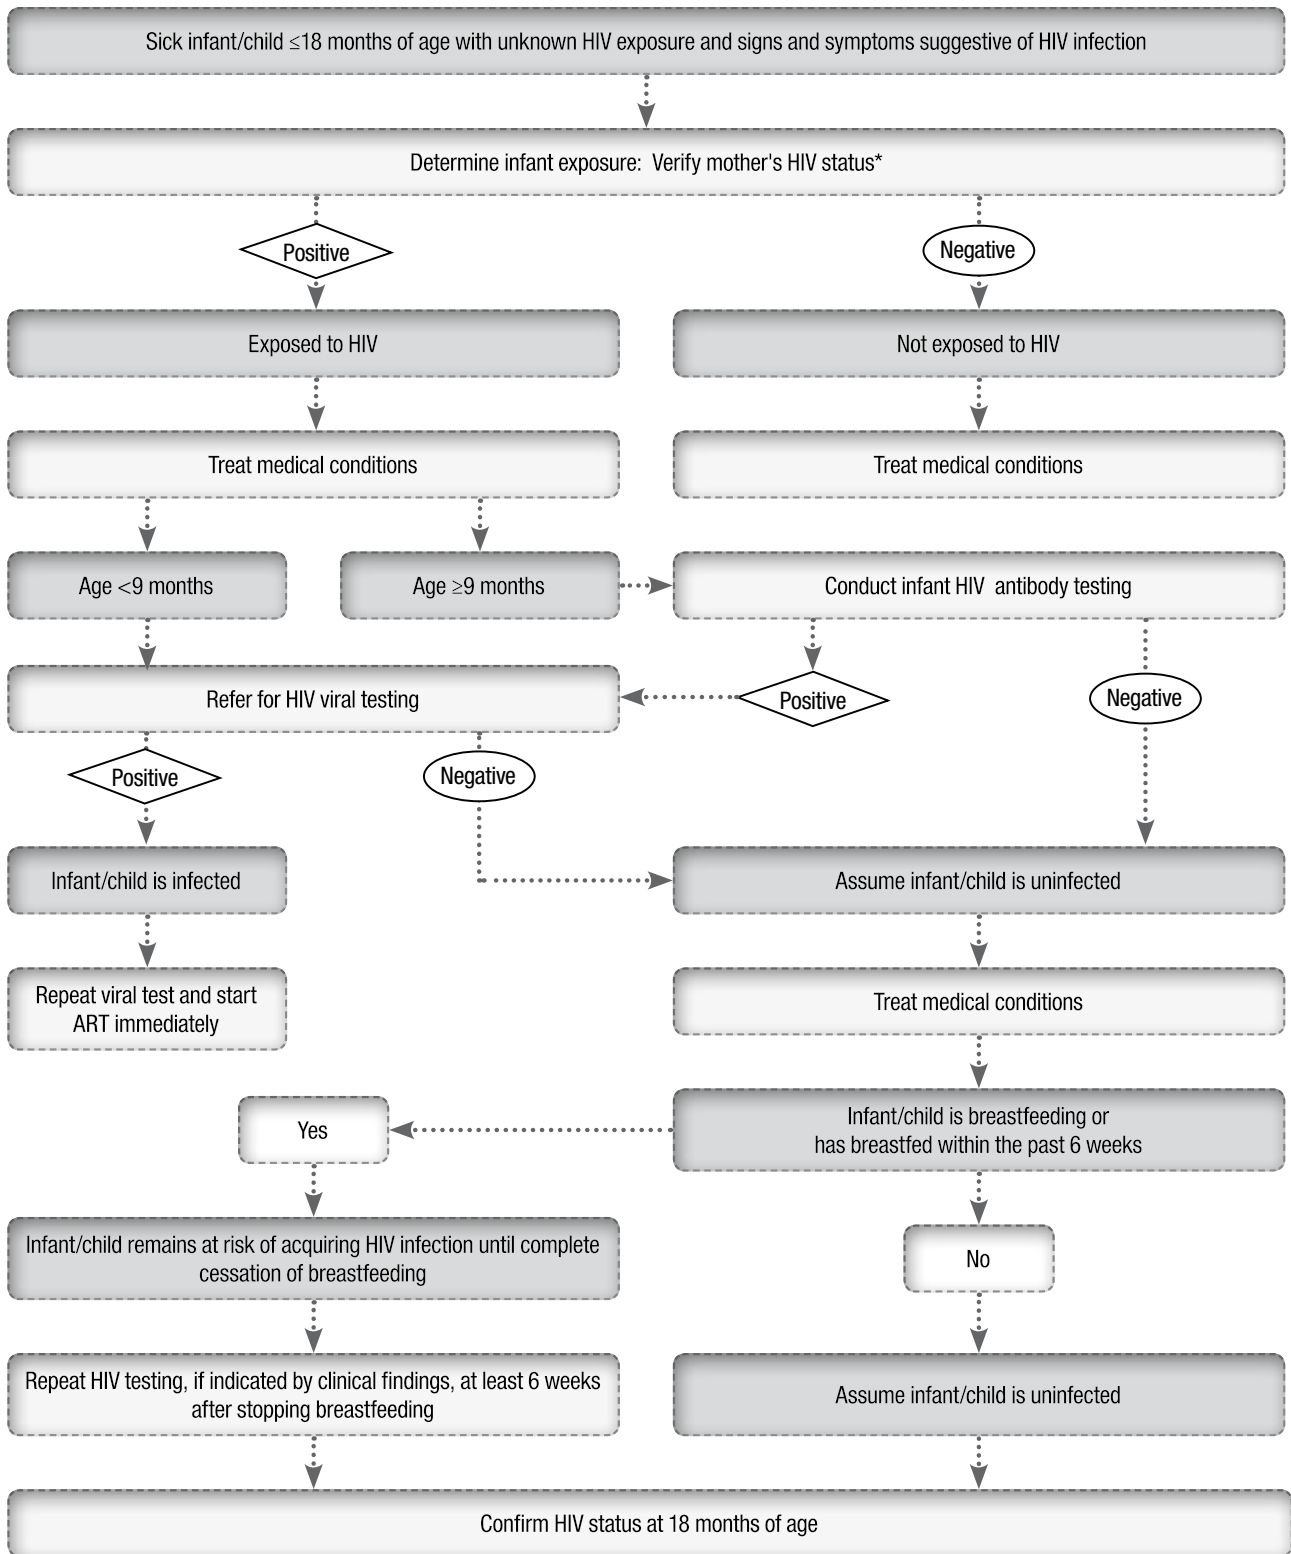 Sick infant/child ≤18 months of age with unknown HIV exposure and signs and symptoms suggestive of HIV infection
Determine infant exposure: Verify mother's HIV status*
Positive
Negative
Exposed to HIV
Not exposed to HIV
Treat medical conditions
Treat medical conditions
Age <9 months
Age ≥9 months
Conduct infant HIV antibody testing
Refer for HIV viral testing
Positive
Negative
Positive
Negative
Infant/child is infected
Assume infant/child is uninfected
Repeat viral test and start
ART immediately
Treat medical conditions
Infant/child is breastfeeding or
has breastfed within the past 6 weeks
Yes
Infant/child remains at risk of acquiring HIV infection until complete
cessation of breastfeeding
No
Repeat HIV testing, if indicated by clinical findings, at least 6 weeks
after stopping breastfeeding
Assume infant/child is uninfected
Confirm HIV status at 18 months of age